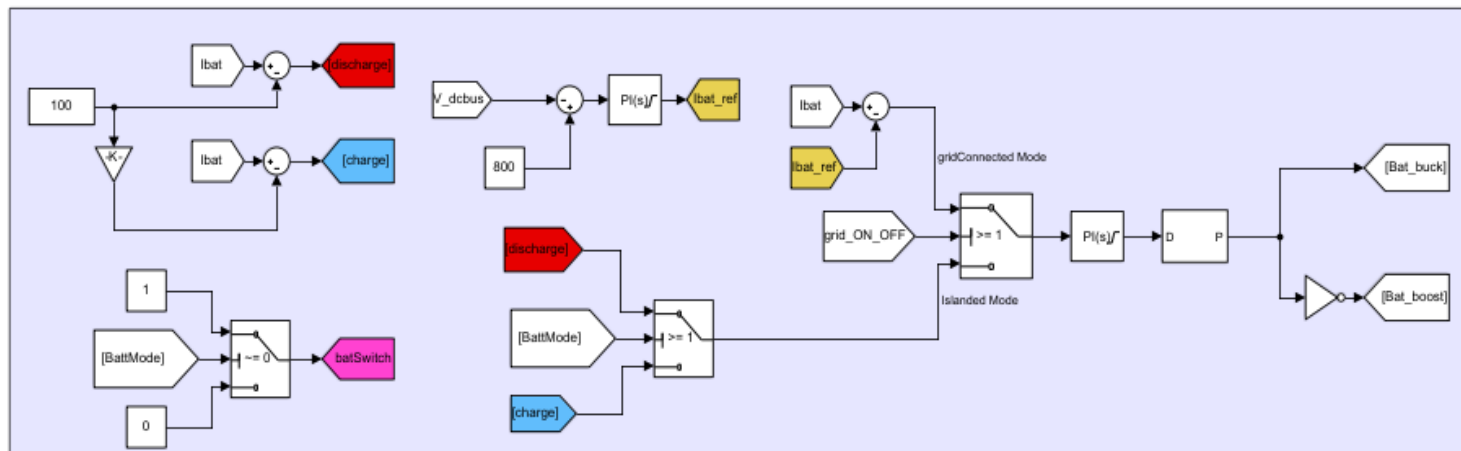 Ibat
[discharge]
100
Ibat
[charge]
-K-
1
[BattMode]
~= 0
batSwitch
0
V_dcbus
PI(s)
Ibat_ref
800
[discharge]
[BattMode]
>= 1
[charge]
Ibat
Ibat_ref
gridConnected Mode
grid_ON_OFF
>= 1
Islanded Mode
PI(s)
D
P
[Bat_buck]
[Bat_boost]